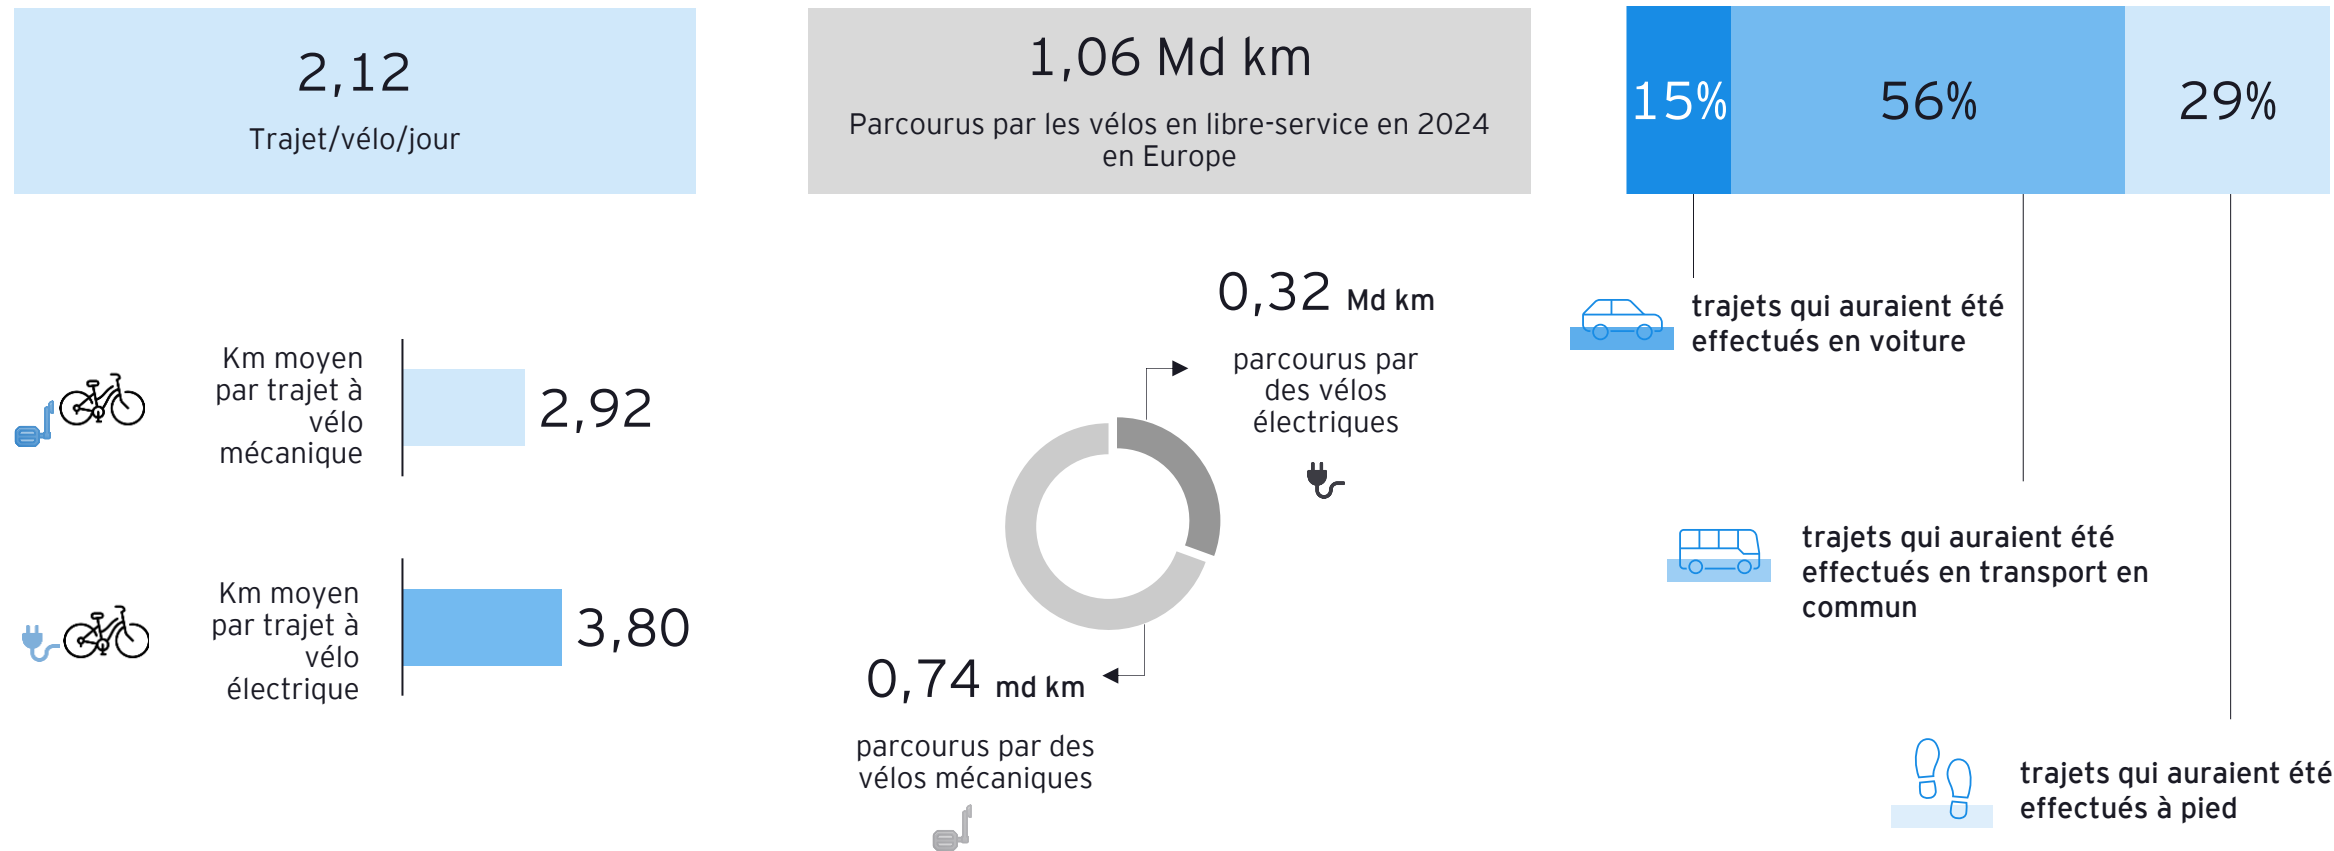 2,12
Trajet/vélo/jour
Km moyen
par trajet à
vélo
mécanique
2,92
Km moyen
par trajet à
vélo
électrique
3,80
1,06 Md km
Parcourus par les vélos en libre-service en 2024
en Europe
0,32 Md km
parcourus par
des vélos
électriques
0,74 md km
parcourus par des
vélos mécaniques
15%
56%
29%
trajets qui auraient été
effectués en voiture
trajets qui auraient été
effectués en transport en
commun
trajets qui auraient été
effectués à pied